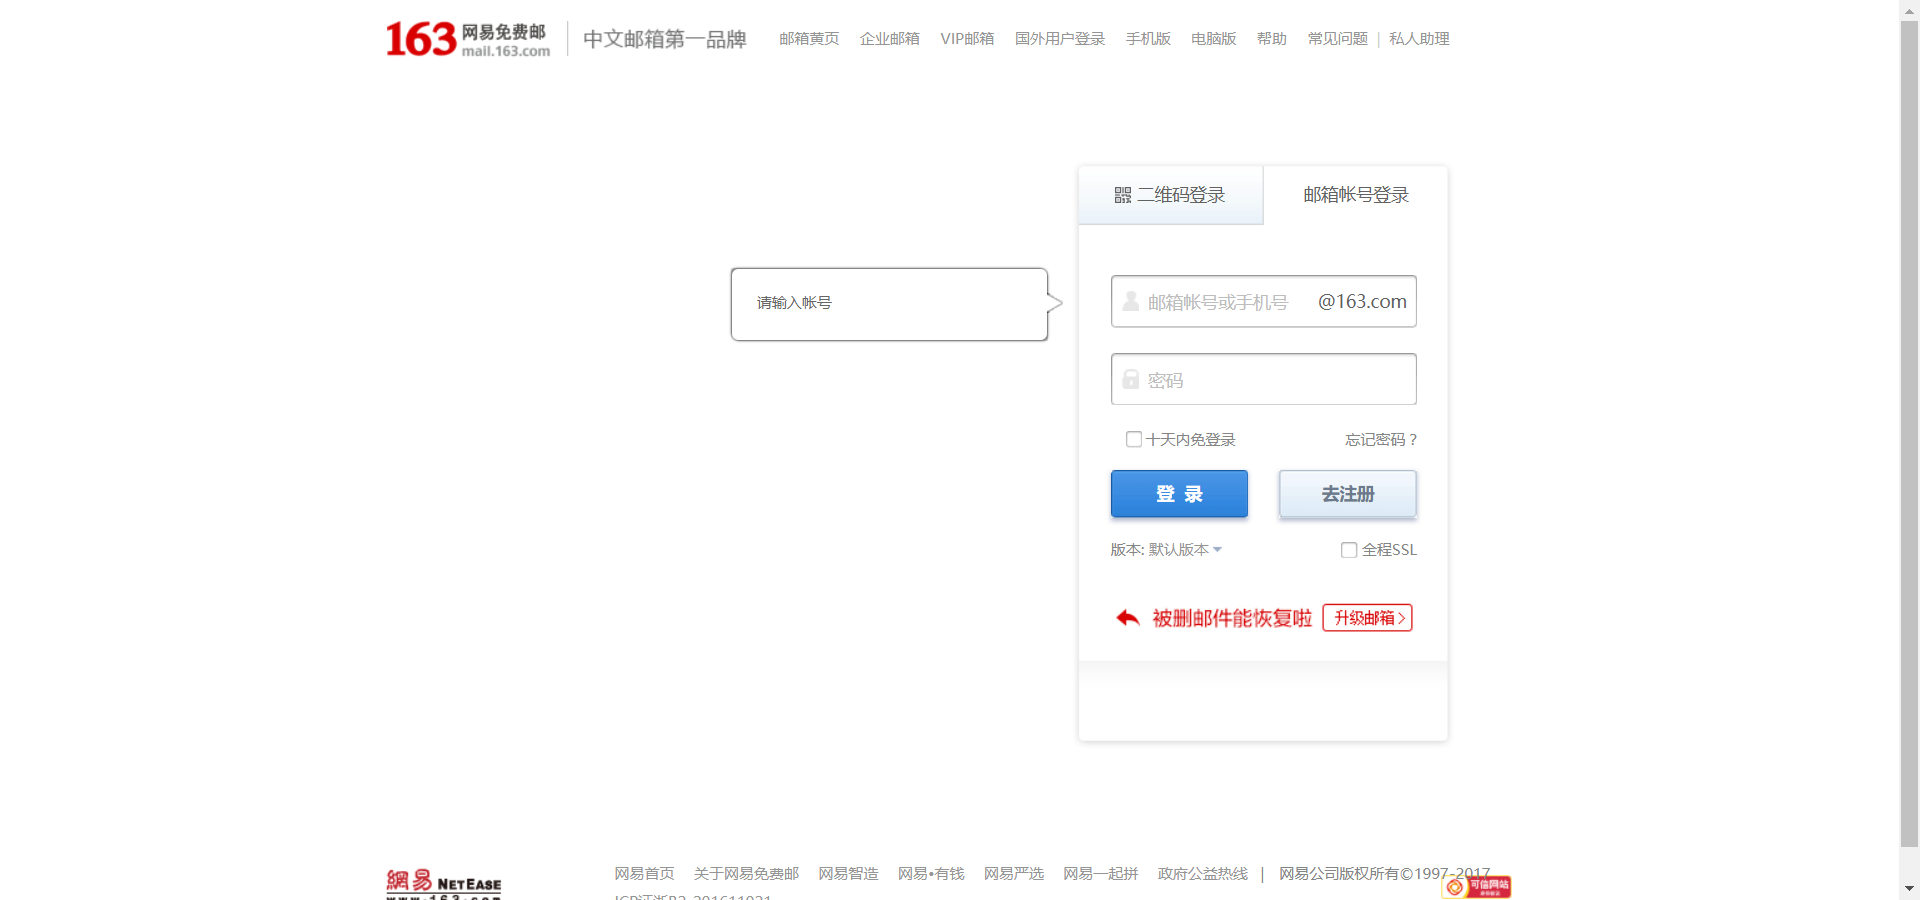 163 网易免费邮 mail.163.com 中文邮箱第一品牌 邮箱黄页 企业邮箱 VIP邮箱 国外用户登录 手机版 电脑版 帮助 常见问题 | 私人助理
二维码登录 邮箱帐号登录
请输入帐号
邮箱帐号或手机号 @163.com
密码
十天内免登录 忘记密码？
登 录 去注册
版本: 默认版本 全程SSL
被删邮件能恢复啦 升级邮箱
網易 NETEASE
网易首页 关于网易免费邮 网易智造 网易•有钱 网易严选 网易一起拼 政府公益热线 | 网易公司版权所有©1997-2017
可信网站